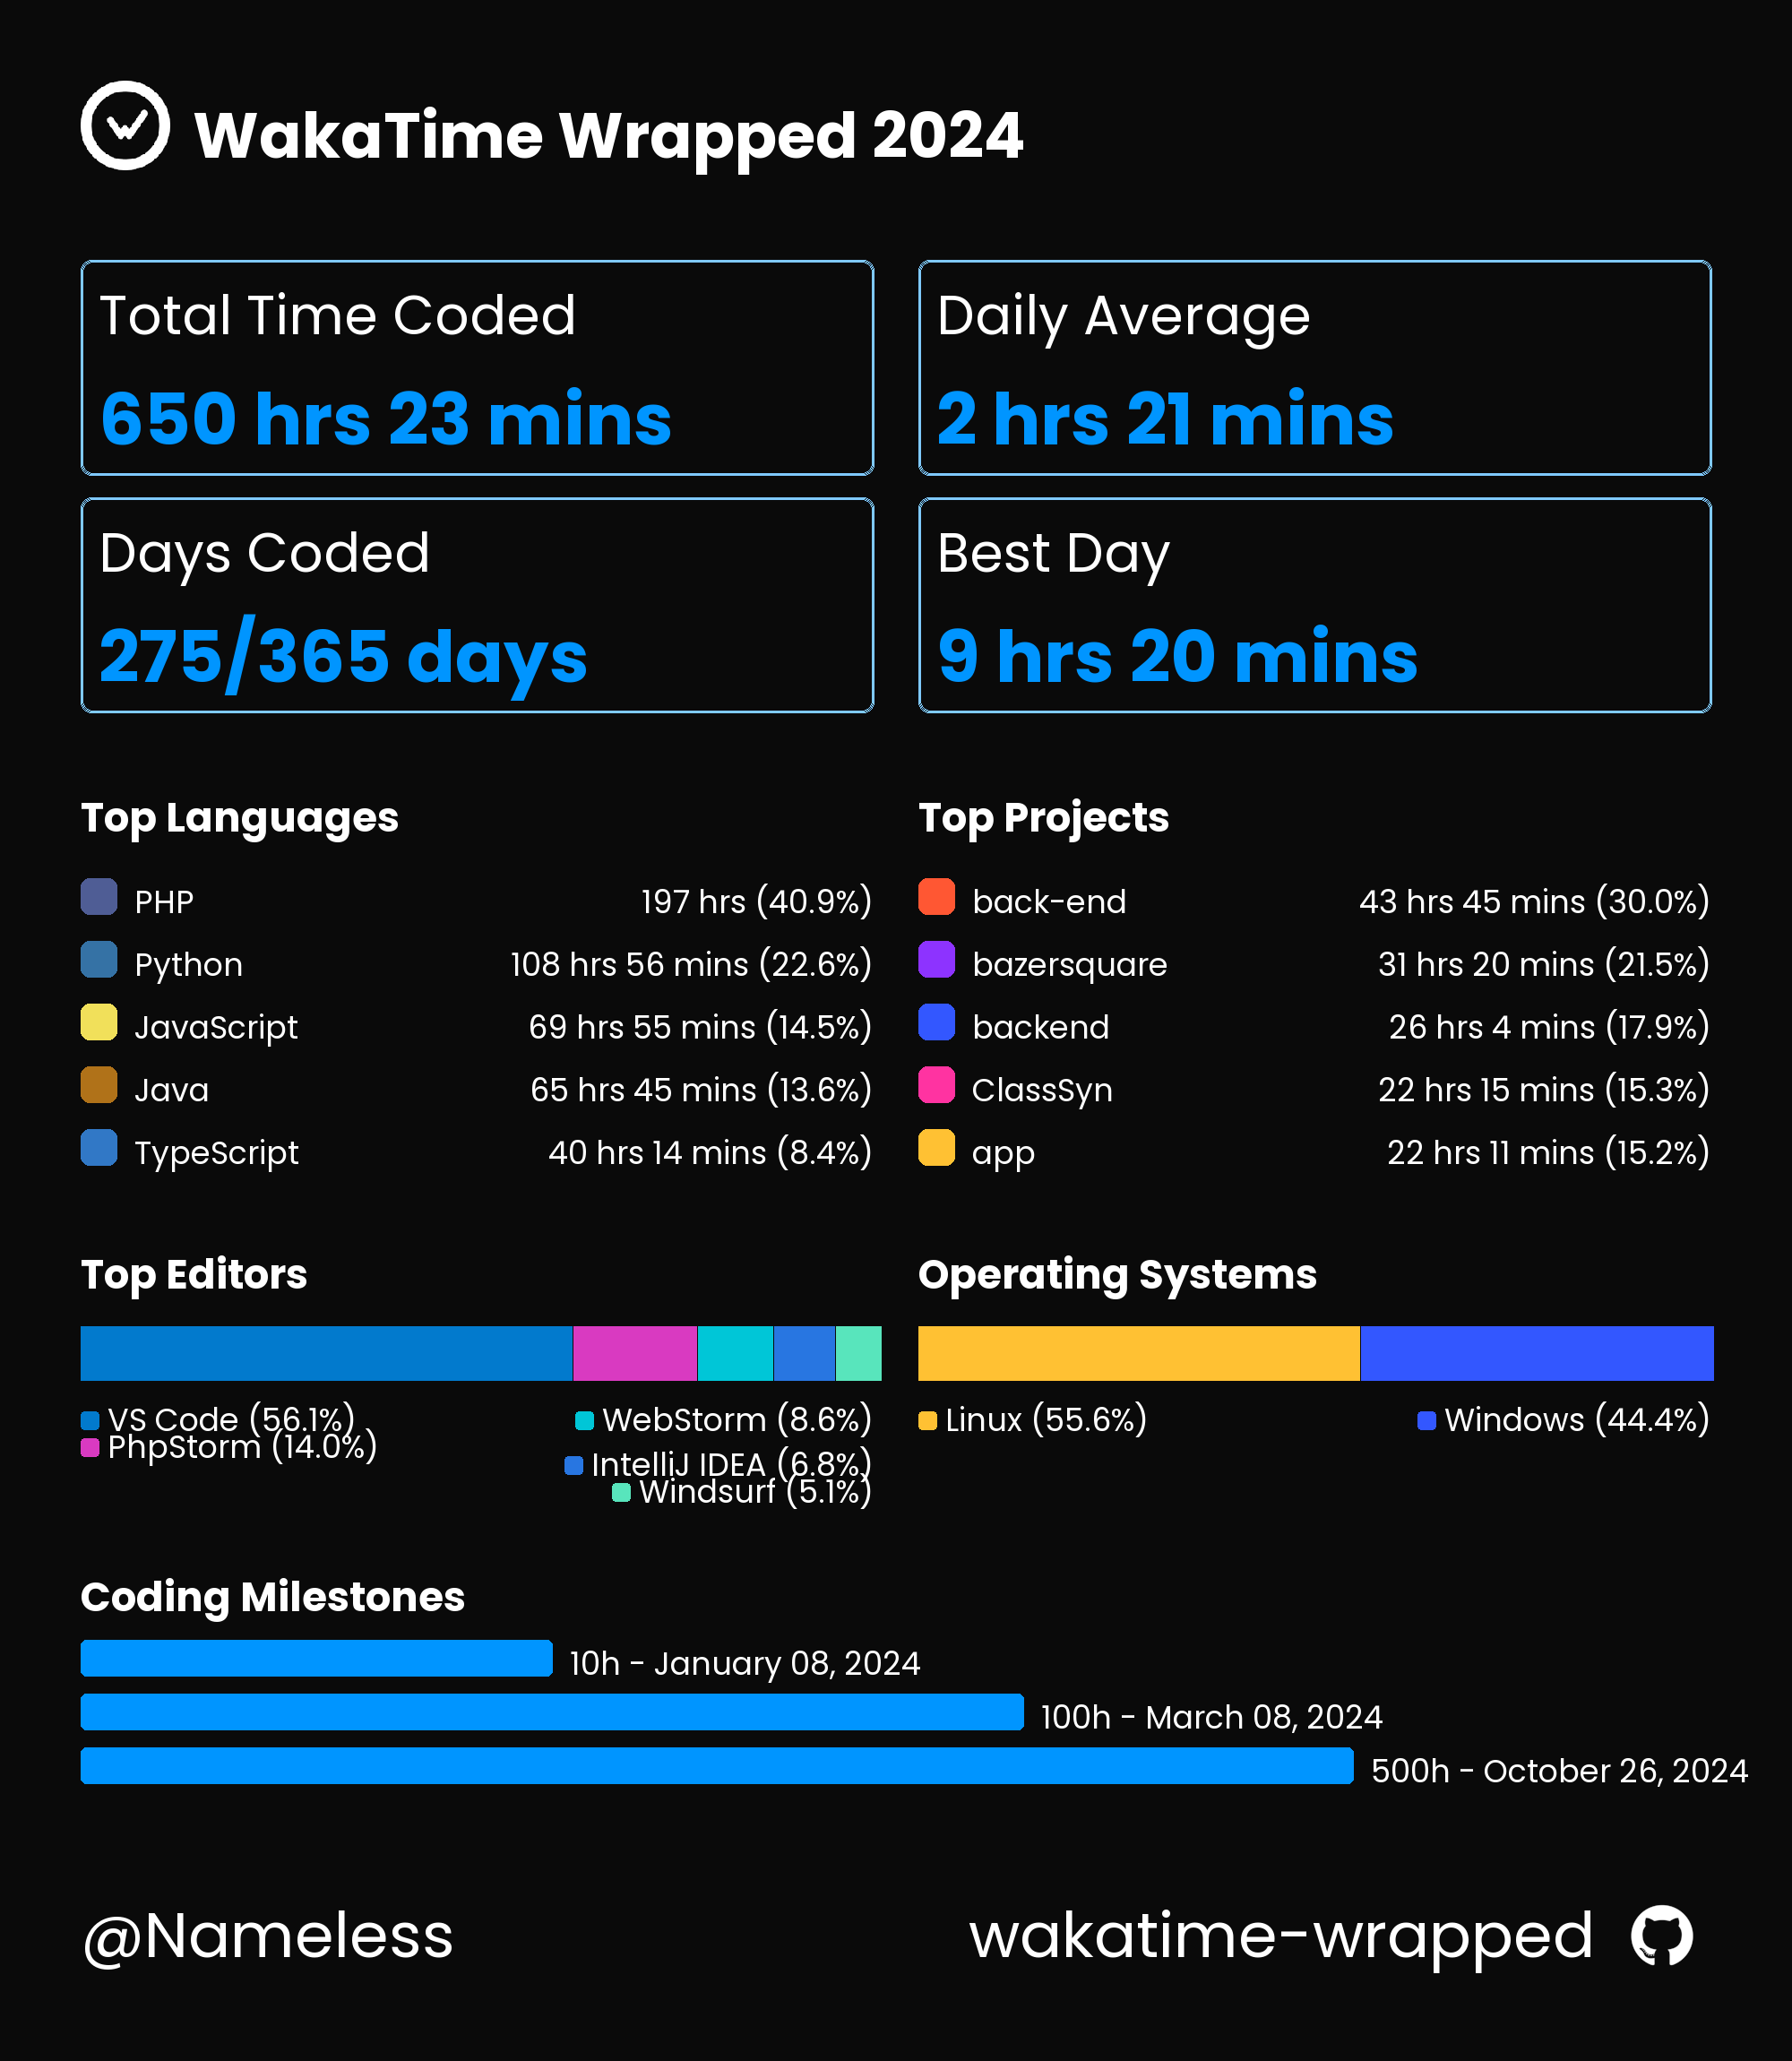 WakaTime Wrapped 2024
Total Time Coded
650 hrs 23 mins
Daily Average
2 hrs 21 mins
Days Coded
275/365 days
Best Day
9 hrs 20 mins
Top Languages
PHP 197 hrs (40.9%)
Python 108 hrs 56 mins (22.6%)
JavaScript 69 hrs 55 mins (14.5%)
Java 65 hrs 45 mins (13.6%)
TypeScript 40 hrs 14 mins (8.4%)
Top Projects
back-end 43 hrs 45 mins (30.0%)
bazersquare 31 hrs 20 mins (21.5%)
backend 26 hrs 4 mins (17.9%)
ClassSyn 22 hrs 15 mins (15.3%)
app 22 hrs 11 mins (15.2%)
Top Editors
VS Code (56.1%)
PhpStorm (14.0%)
WebStorm (8.6%)
IntelliJ IDEA (6.8%)
Windsurf (5.1%)
Operating Systems
Linux (55.6%)
Windows (44.4%)
Coding Milestones
10h - January 08, 2024
100h - March 08, 2024
500h - October 26, 2024
@Nameless
wakatime-wrapped